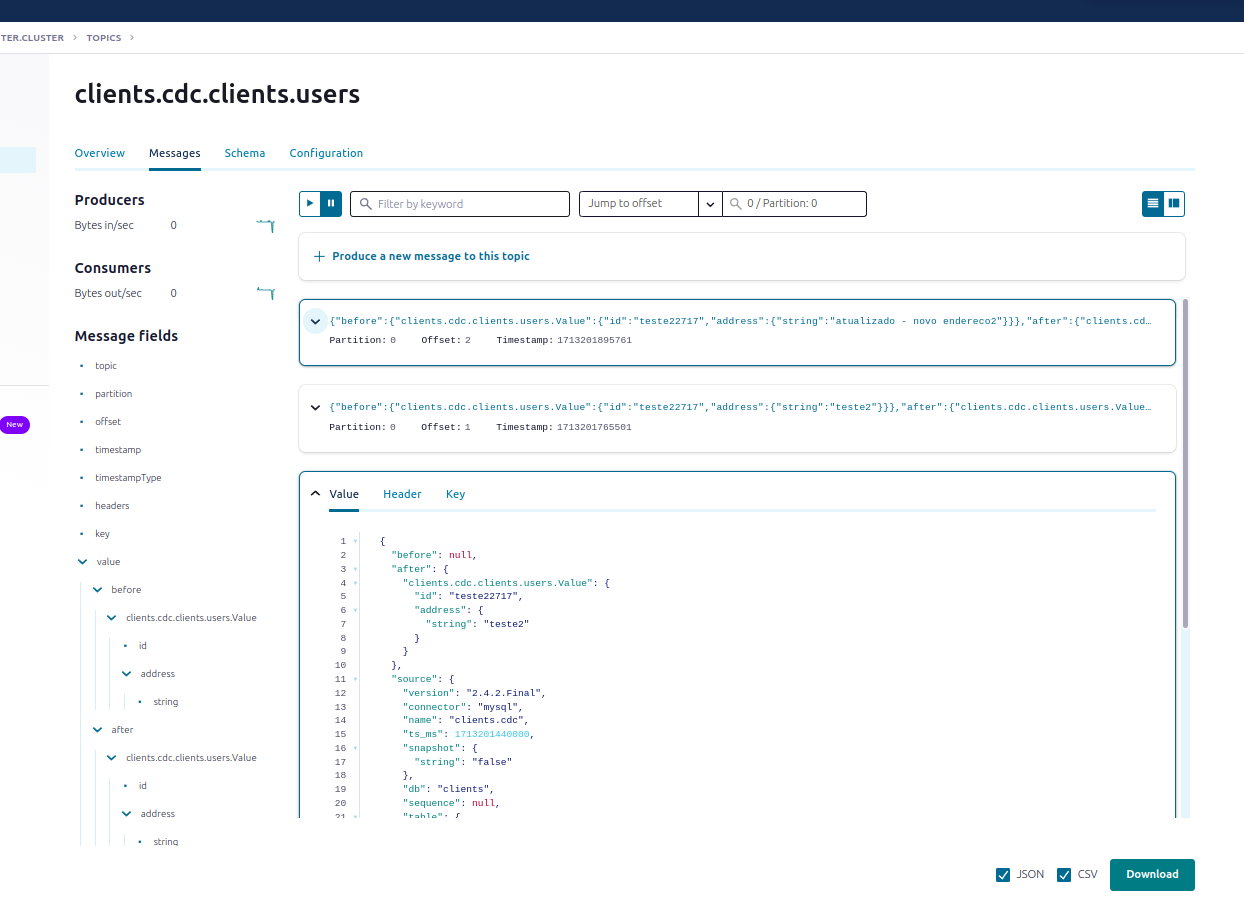 TER.CLUSTER > TOPICS >
clients.cdc.clients.users
Overview Messages Schema Configuration
Producers
Bytes in/sec 0
Consumers
Bytes out/sec 0
Message fields
topic
partition
offset
timestamp
timestampType
headers
key
value
before
clients.cdc.clients.users.Value
id
address
string
after
clients.cdc.clients.users.Value
id
address
string
New
Filter by keyword
Jump to offset
0 / Partition: 0
+ Produce a new message to this topic
{"before":{"clients.cdc.clients.users.Value":{"id":"teste22717","address":{"string":"atualizado - novo endereco2"}}},"after":{"clients.cd…
Partition: 0 Offset: 2 Timestamp: 1713201895761
{"before":{"clients.cdc.clients.users.Value":{"id":"teste22717","address":{"string":"teste2"}}},"after":{"clients.cdc.clients.users.Value…
Partition: 0 Offset: 1 Timestamp: 1713201765501
Value Header Key
1 {
2 "before": null,
3 "after": {
4 "clients.cdc.clients.users.Value": {
5 "id": "teste22717",
6 "address": {
7 "string": "teste2"
8 }
9 }
10 },
11 "source": {
12 "version": "2.4.2.Final",
13 "connector": "mysql",
14 "name": "clients.cdc",
15 "ts_ms": 1713201440000,
16 "snapshot": {
17 "string": "false"
18 },
19 "db": "clients",
20 "sequence": null,
21 "table": {
JSON CSV Download